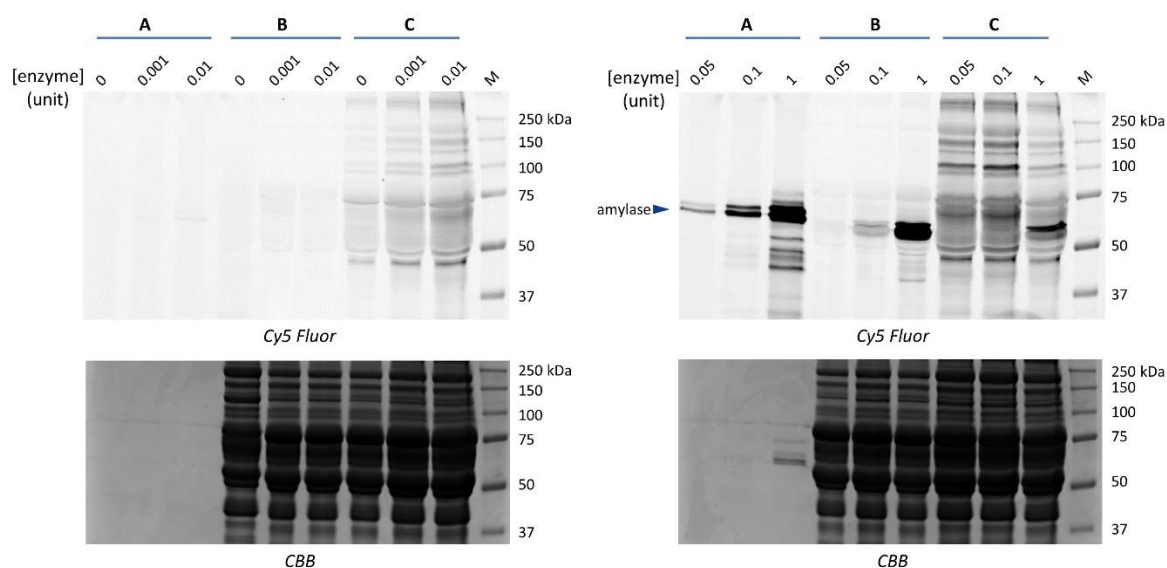 A B C
[enzyme] 0 0.001 0.01 0 0.001 0.01 0 0.001 0.01 M
(unit)
250 kDa
150
100
75
50
37
Cy5 Fluor
250 kDa
150
100
75
50
37
CBB
A B C
[enzyme] 0.05 0.1 1 0.05 0.1 1 0.05 0.1 1 M
(unit)
250 kDa
150
100
75
amylase
50
37
Cy5 Fluor
250 kDa
150
100
75
50
37
CBB